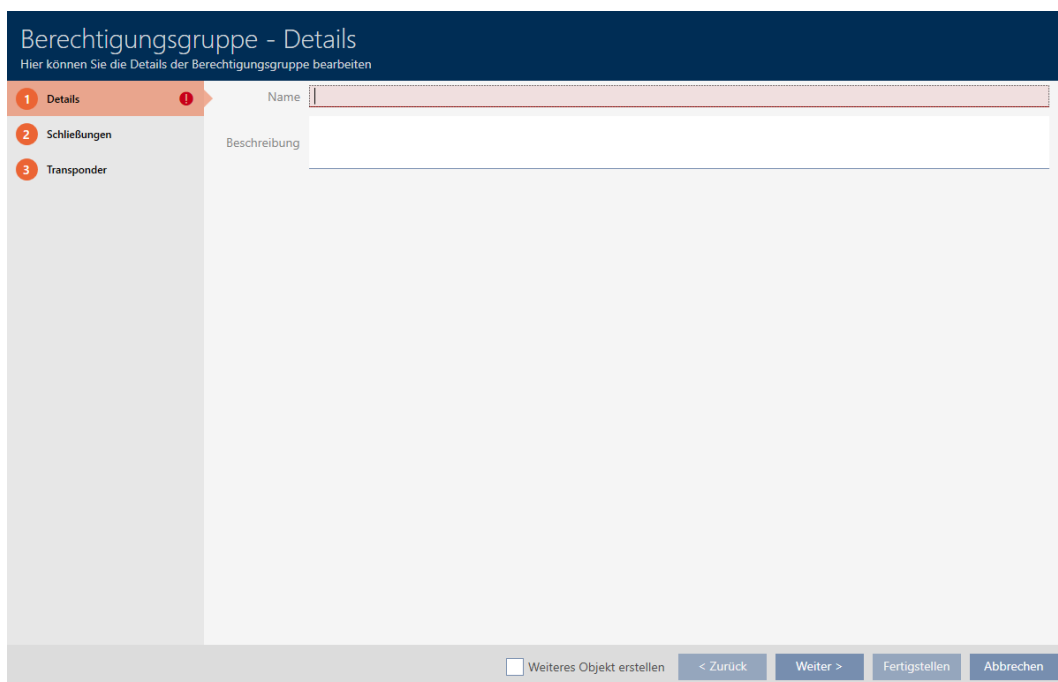 Berechtigungsgruppe - Details
Hier können Sie die Details der Berechtigungsgruppe bearbeiten
1 Details !
Name
2 Schließungen
Beschreibung
3 Transponder
Weiteres Objekt erstellen < Zurück Weiter > Fertigstellen Abbrechen